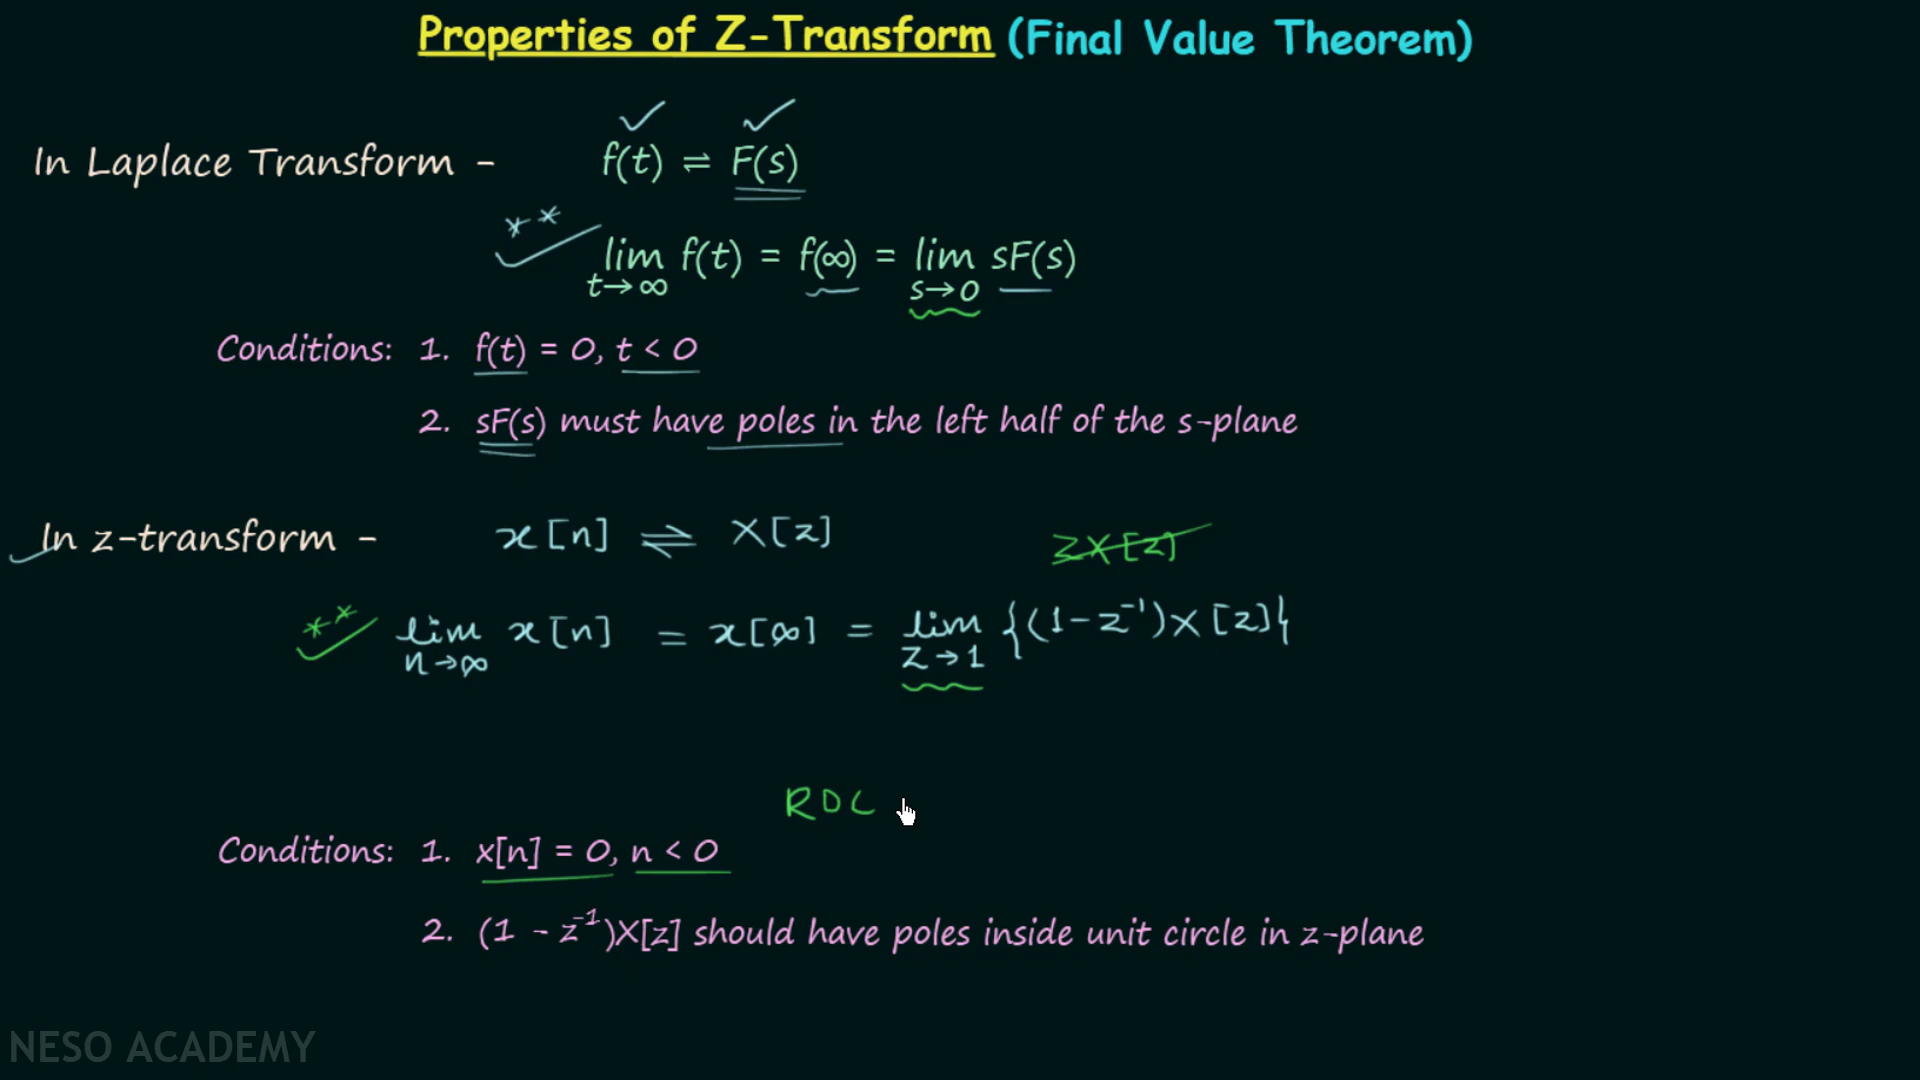 Properties of Z-Transform (Final Value Theorem)
In Laplace Transform - f(t) ⇌ F(s)
** lim f(t) = f(∞) = lim sF(s)
t→∞ s→0
Conditions: 1. f(t) = 0, t < 0
2. sF(s) must have poles in the left half of the s-plane
In z-transform - x[n] ⇌ X[z]
ZX[z]
** lim x[n] = x[∞] = lim {(1-z⁻¹)X[z]}
n→∞ z→1
ROC
Conditions: 1. x[n] = 0, n < 0
2. (1 - z⁻¹)X[z] should have poles inside unit circle in z-plane
NESO ACADEMY